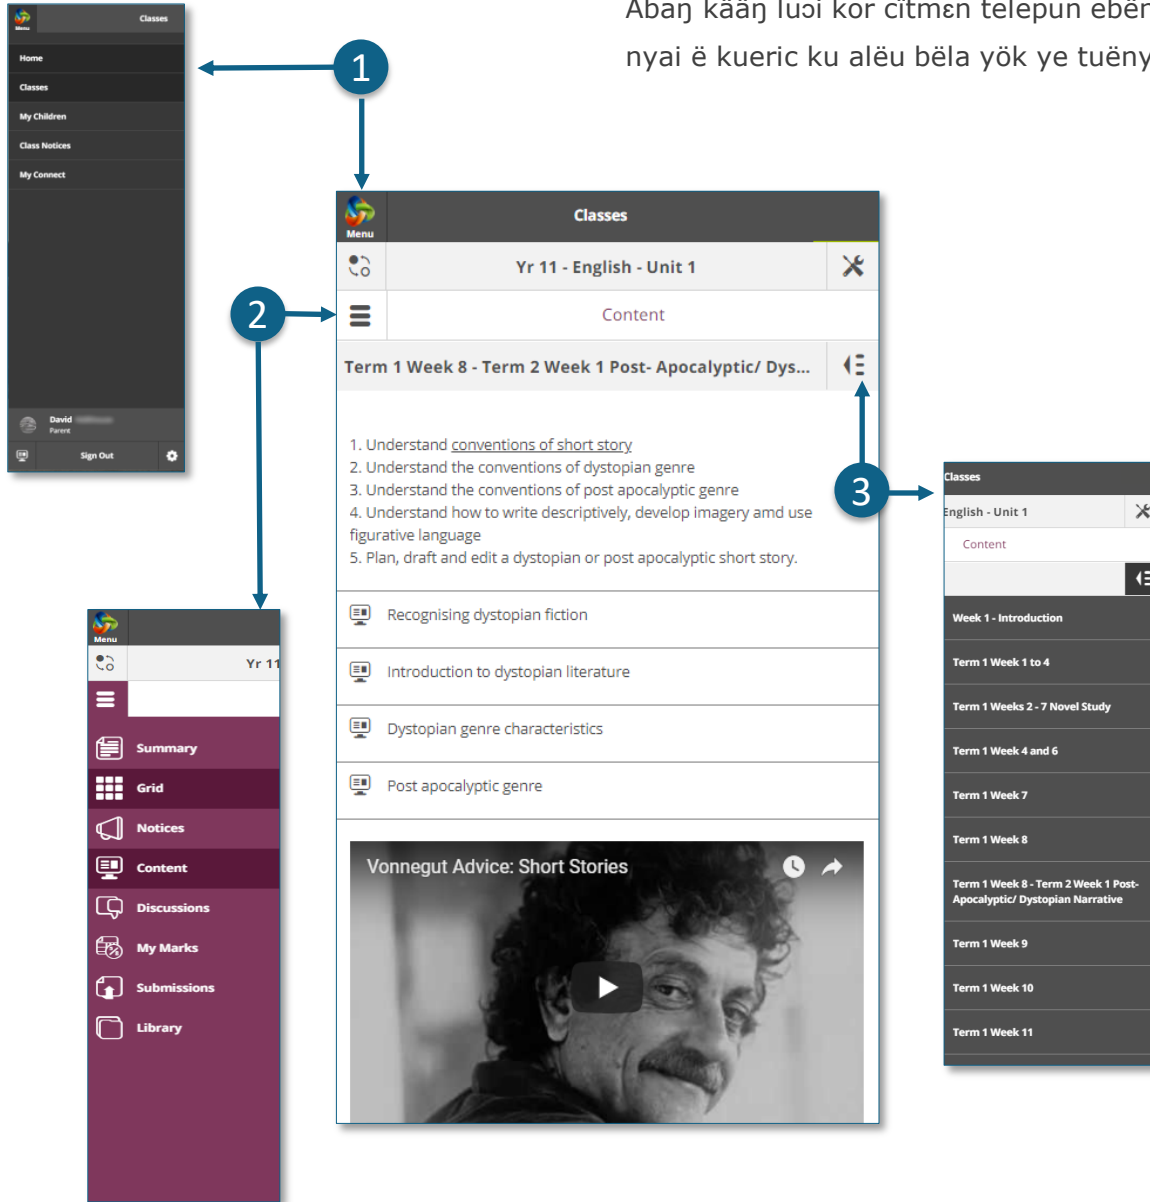 Abaŋ kääŋ luɔi kor cïtmɛn telepun ebën
nyai ë kueric ku alëu bëla yök ye tuëny
Menu
Classes
Home
Classes
My Children
Class Notices
My Connect
David
Parent
Sign Out
1
2
3
Menu
Classes
Yr 11 - English - Unit 1
Content
Term 1 Week 8 - Term 2 Week 1 Post- Apocalyptic/ Dys...
1. Understand conventions of short story
2. Understand the conventions of dystopian genre
3. Understand the conventions of post apocalyptic genre
4. Understand how to write descriptively, develop imagery amd use
figurative language
5. Plan, draft and edit a dystopian or post apocalyptic short story.
Recognising dystopian fiction
Introduction to dystopian literature
Dystopian genre characteristics
Post apocalyptic genre
Vonnegut Advice: Short Stories
Menu
Yr 11
Summary
Grid
Notices
Content
Discussions
My Marks
Submissions
Library
Classes
English - Unit 1
Content
Week 1 - Introduction
Term 1 Week 1 to 4
Term 1 Weeks 2 - 7 Novel Study
Term 1 Week 4 and 6
Term 1 Week 7
Term 1 Week 8
Term 1 Week 8 - Term 2 Week 1 Post-
Apocalyptic/ Dystopian Narrative
Term 1 Week 9
Term 1 Week 10
Term 1 Week 11